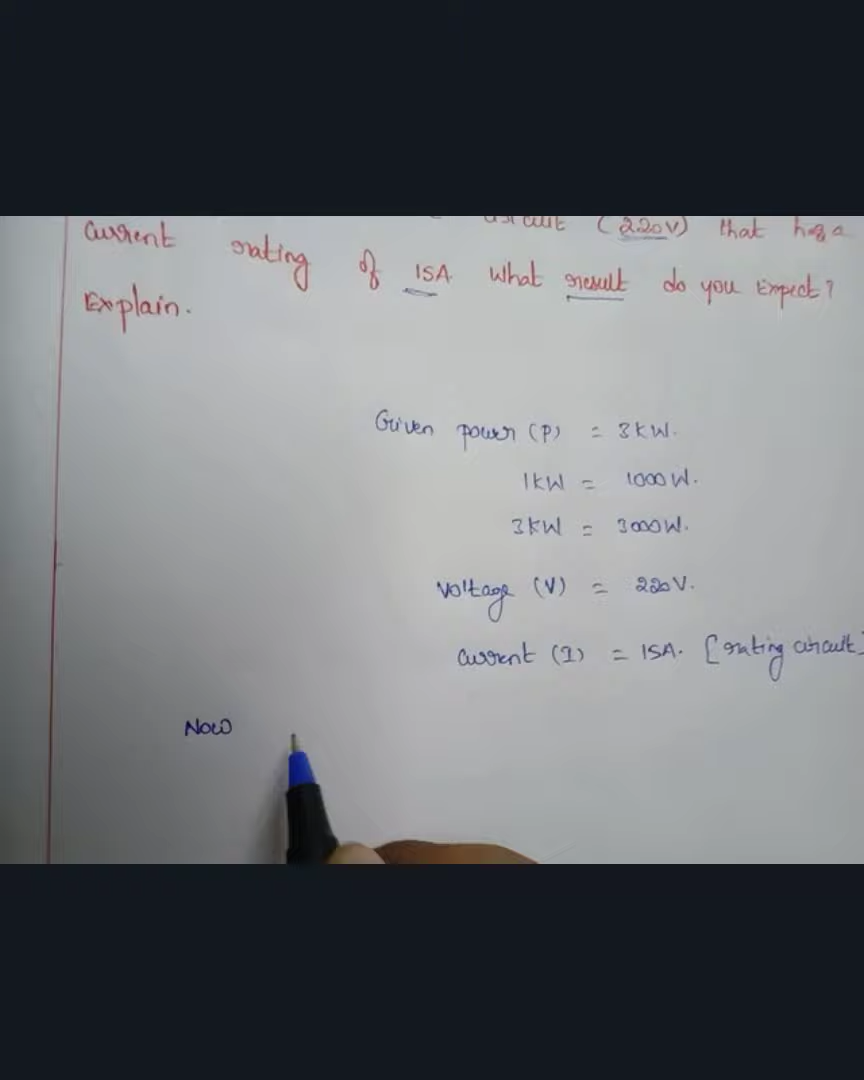 (220V) that has a
Current rating of 15A. What result do you Expect?
Explain.
Given power (P) = 3KW.
1KW = 1000W.
3KW = 3000W.
Voltage (V) = 220V.
Current (I) = 15A. [rating circuit]
Now